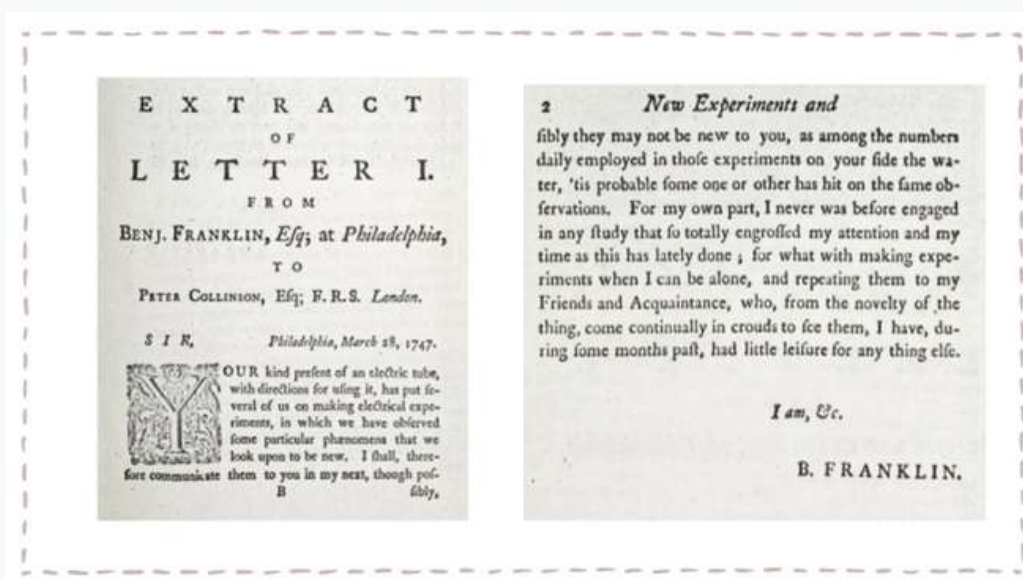 E X T R A C T
O F
L E T T E R I.
F R O M
BENJ. FRANKLIN, Eſq; at Philadelphia,
T O
PETER COLLINSON, Eſq; F. R. S. London.
S I R, Philadelphia, March 28, 1747.
YOUR kind preſent of an electric tube,
with directions for uſing it, has put ſe-
veral of us on making electrical expe-
riments, in which we have obſerved
ſome particular phænomena that we
look upon to be new. I ſhall, there-
fore communicate them to you in my next, though poſ-
B ſibly,
2 New Experiments and
ſibly they may not be new to you, as among the numbers
daily employed in thoſe experiments on your ſide the wa-
ter, 'tis probable ſome one or other has hit on the ſame ob-
ſervations. For my own part, I never was before engaged
in any ſtudy that ſo totally engroſſed my attention and my
time as this has lately done ; for what with making expe-
riments when I can be alone, and repeating them to my
Friends and Acquaintance, who, from the novelty of the
thing, come continually in crouds to ſee them, I have, du-
ring ſome months paſt, had little leiſure for any thing elſe.
I am, &c.
B. FRANKLIN.